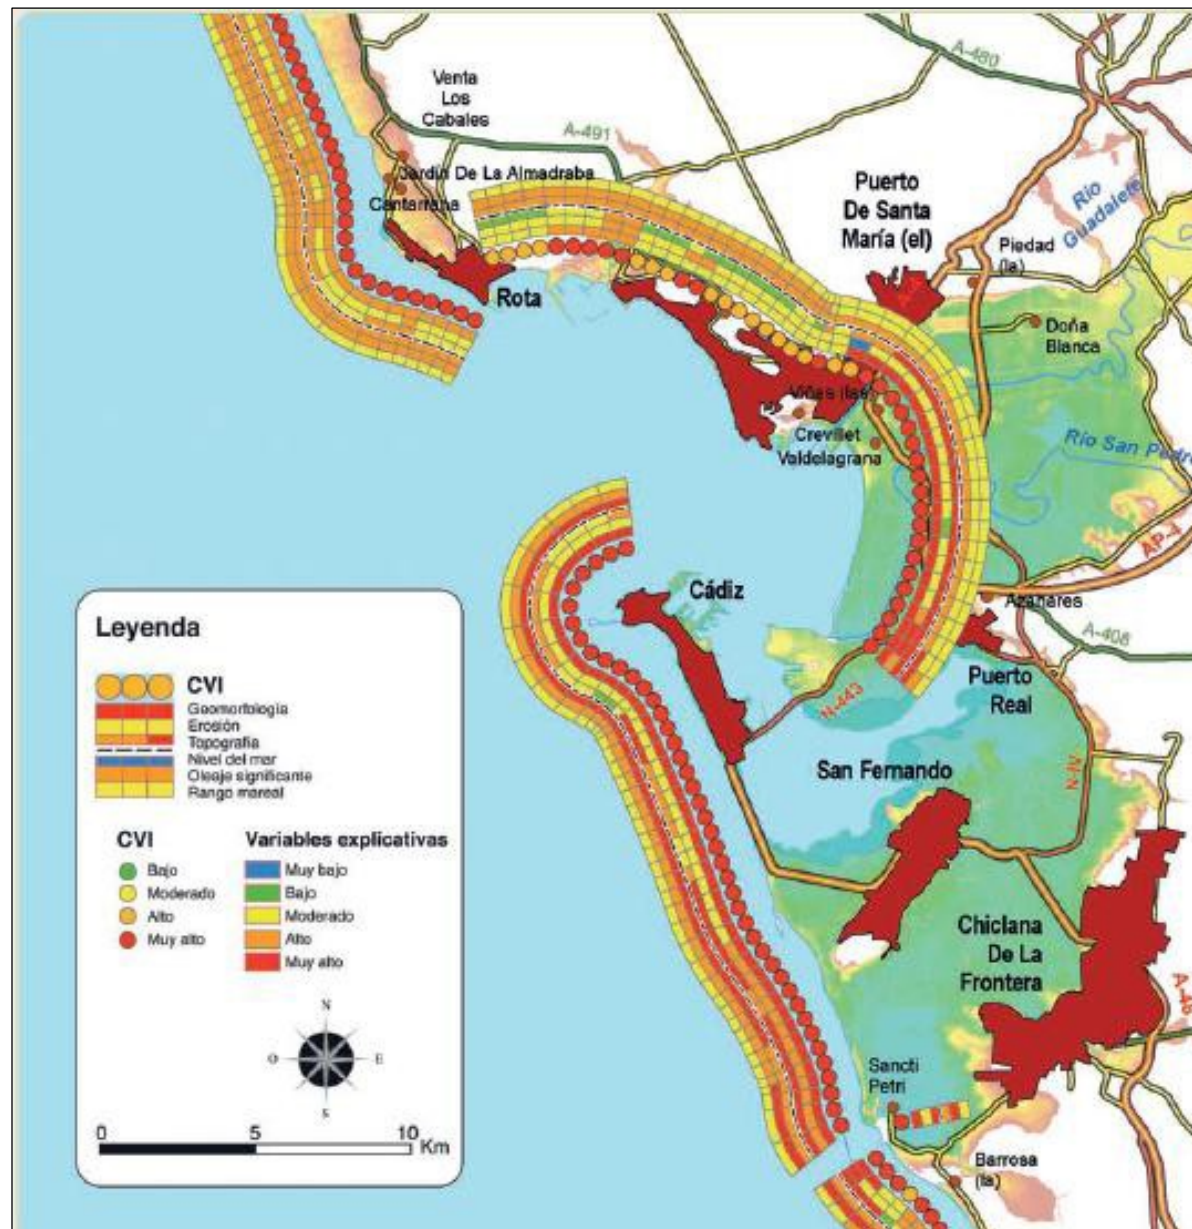 A-480
Venta
Los
Cabales
A-491
Jardín De La Almadraba
Cantarrana
Puerto
De Santa
María (el)
Río
Guadalete
Piedad
(la)
Rota
Doña
Blanca
Viñas (las)
Crevillet
Valdelagrana
Río San Pedro
AP-4
Cádiz
Azahares
A-408
Puerto
Real
N-443
N-IV
San Fernando
Chiclana
De La
Frontera
A-48
Sancti
Petri
Barrosa
(la)
Leyenda
CVI
Geomorfología
Erosión
Topografía
Nivel del mar
Oleaje significante
Rango mareal
CVI
Bajo
Moderado
Alto
Muy alto
Variables explicativas
Muy bajo
Bajo
Moderado
Alto
Muy alto
N
O
E
S
0
5
10
Km